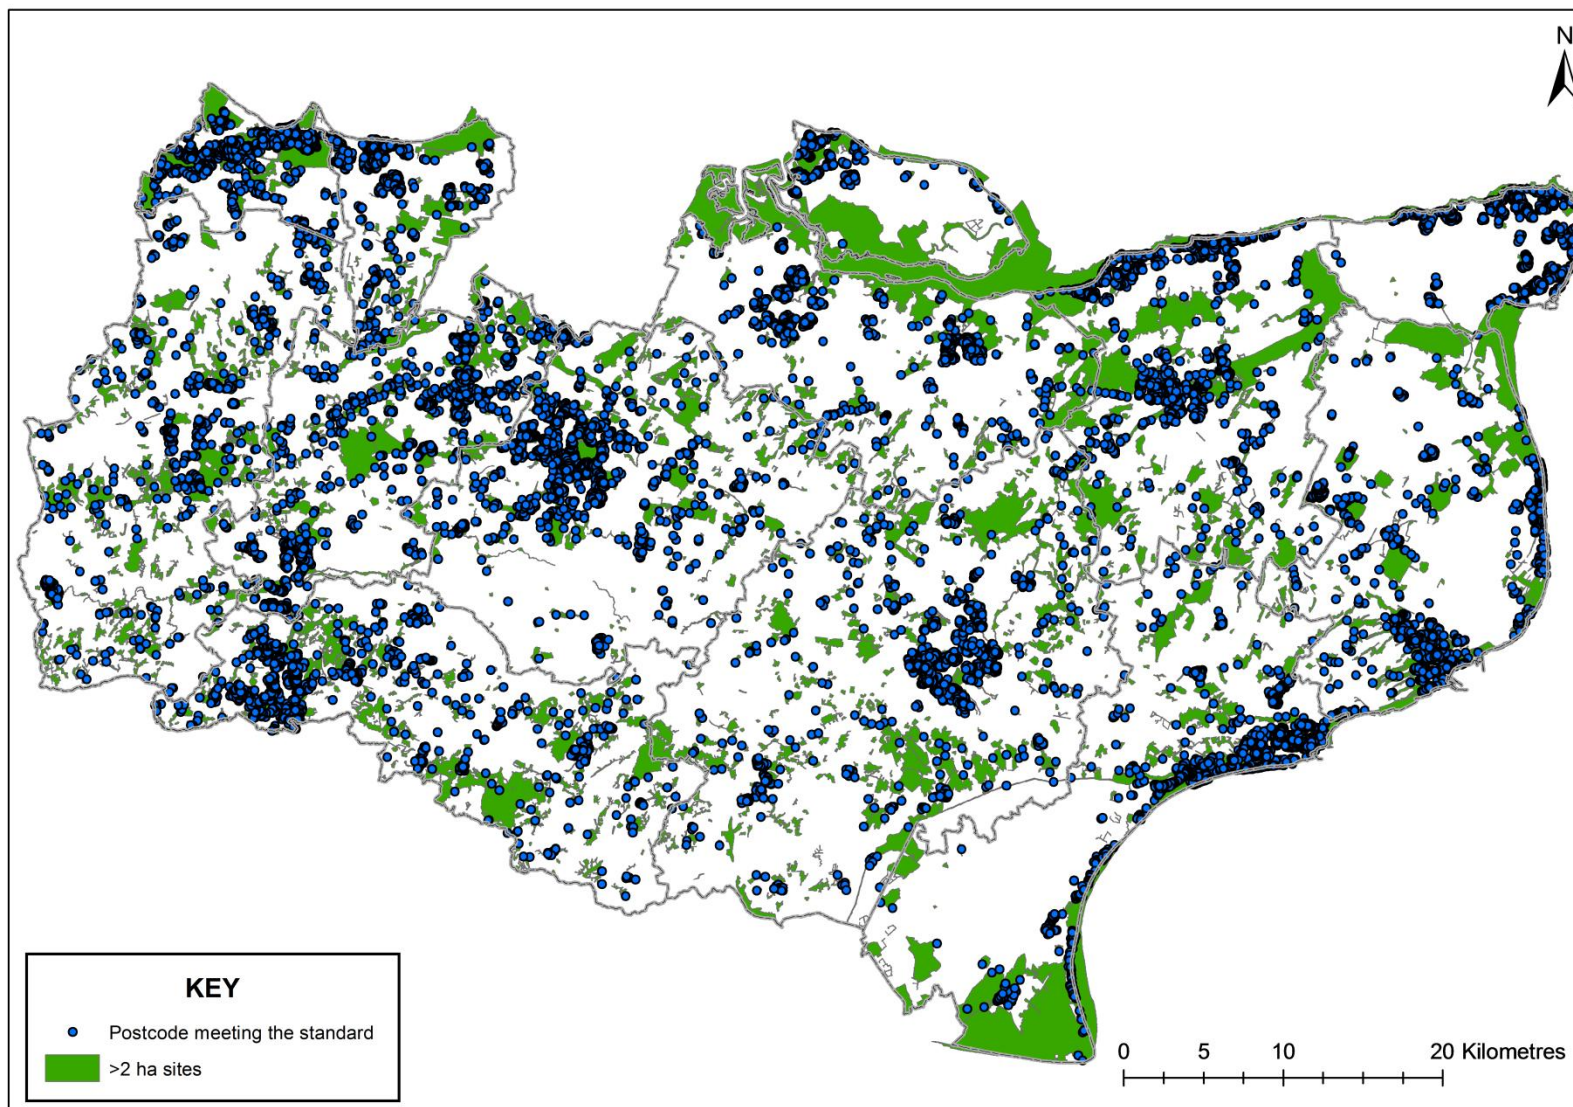 N
KEY
Postcode meeting the standard
>2 ha sites
0 5 10 20 Kilometres